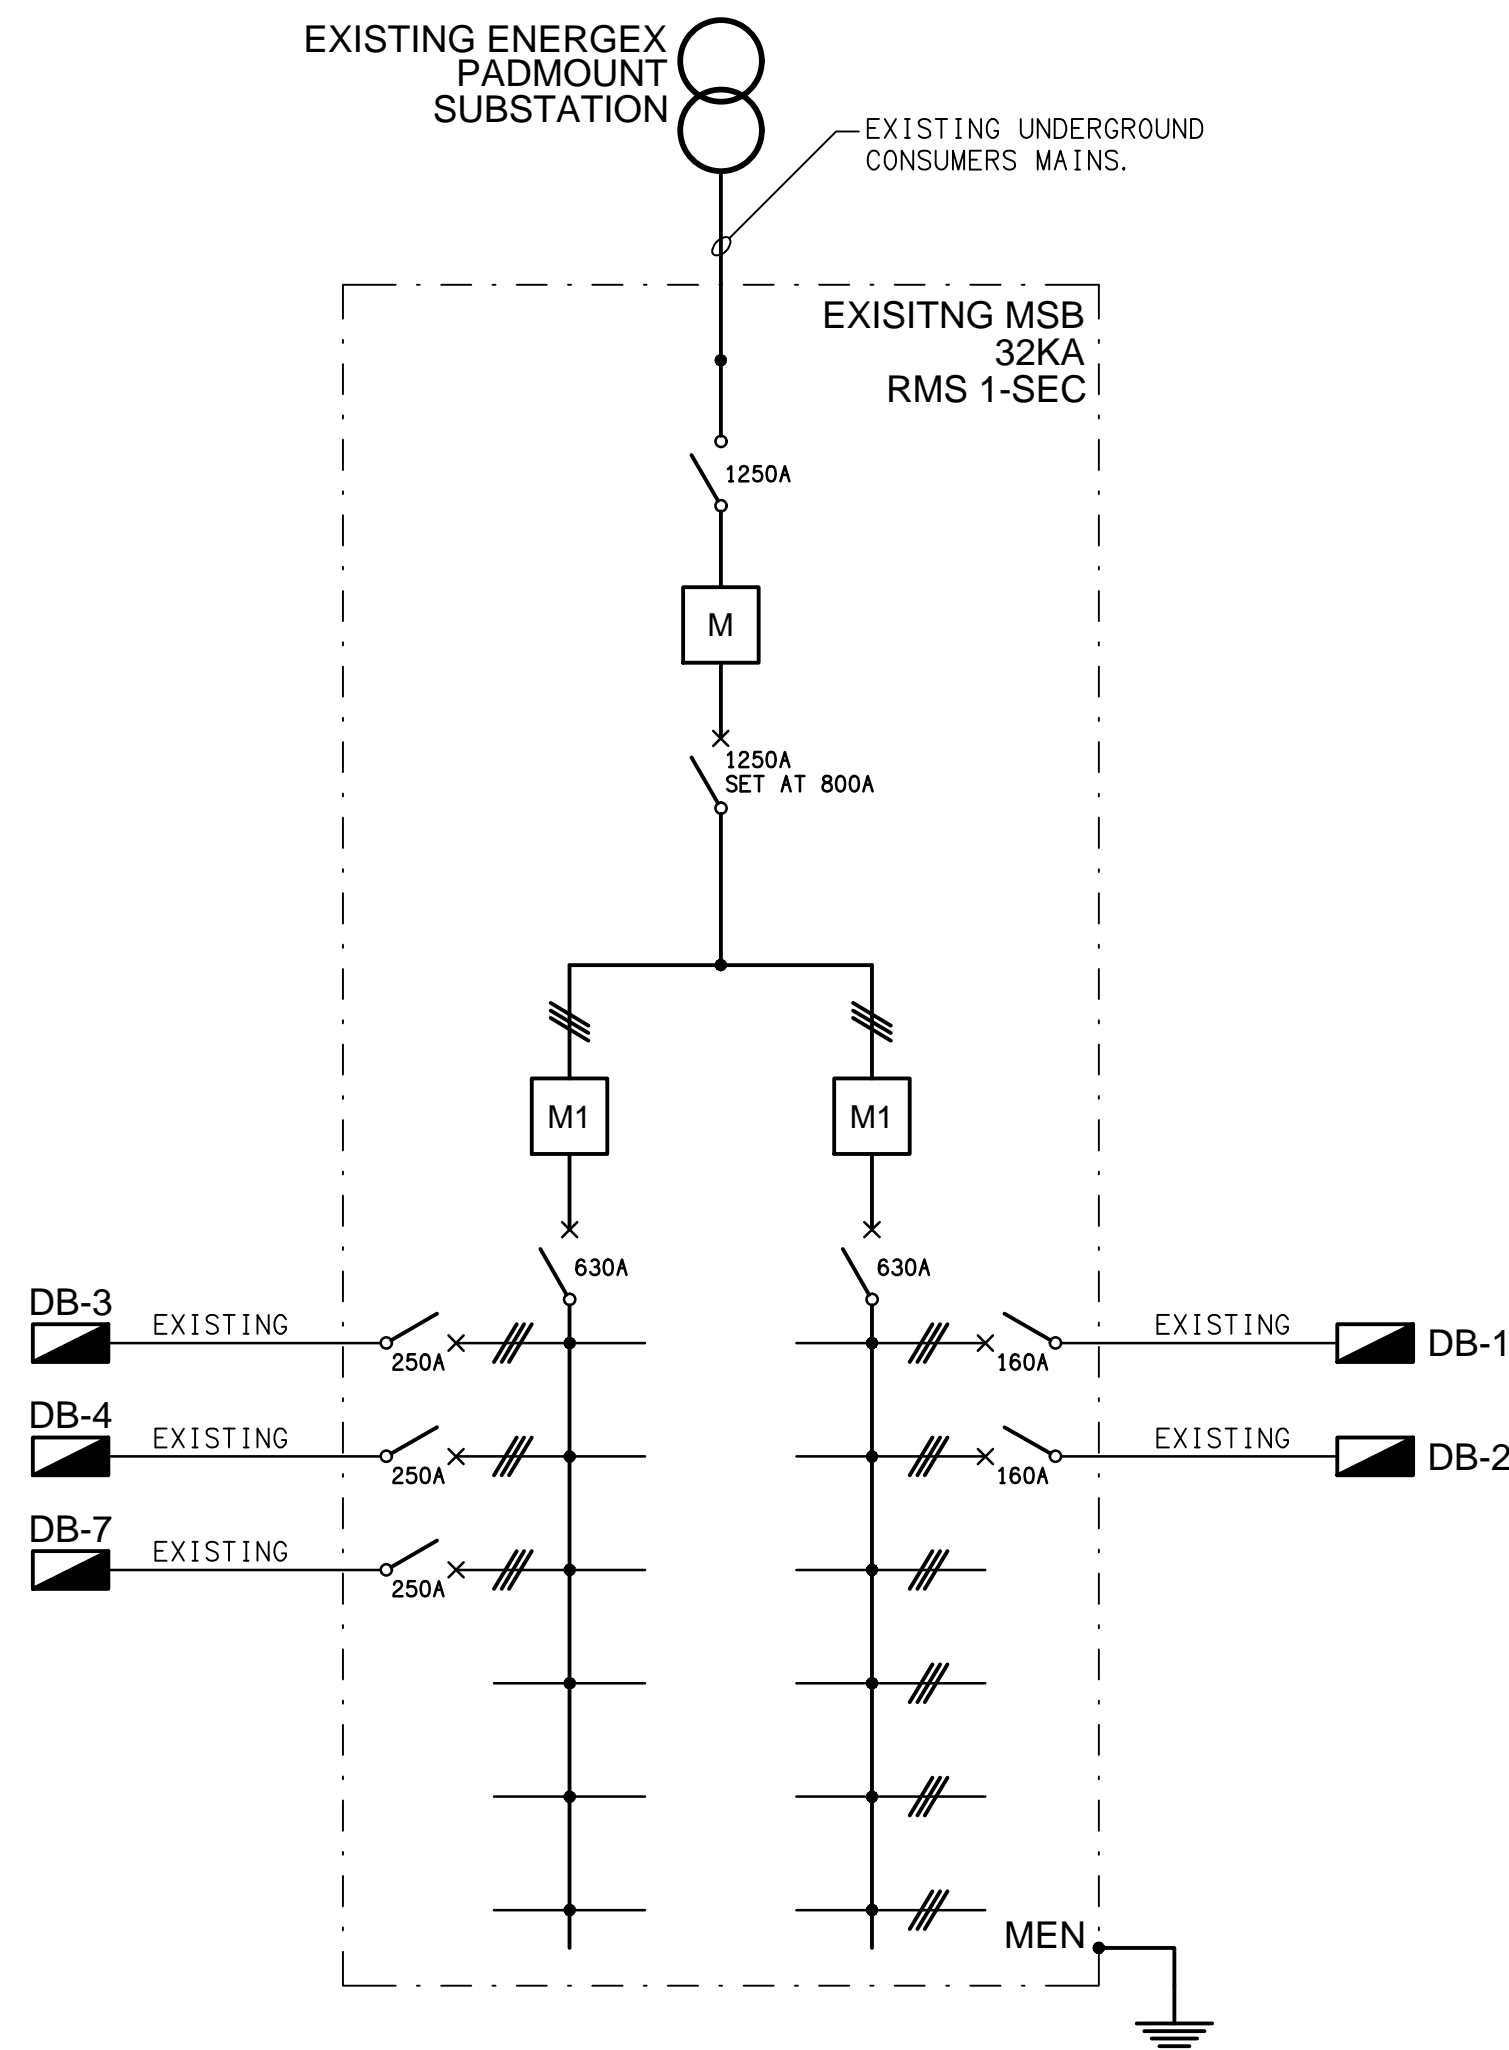 EXISTING ENERGEX
PADMOUNT
SUBSTATION
EXISTING UNDERGROUND
CONSUMERS MAINS.
EXISITNG MSB
32KA
RMS 1-SEC
1250A
M
1250A
SET AT 800A
M1
M1
630A
630A
DB-3
EXISTING
250A
160A
EXISTING
DB-1
DB-4
EXISTING
250A
160A
EXISTING
DB-2
DB-7
EXISTING
250A
MEN